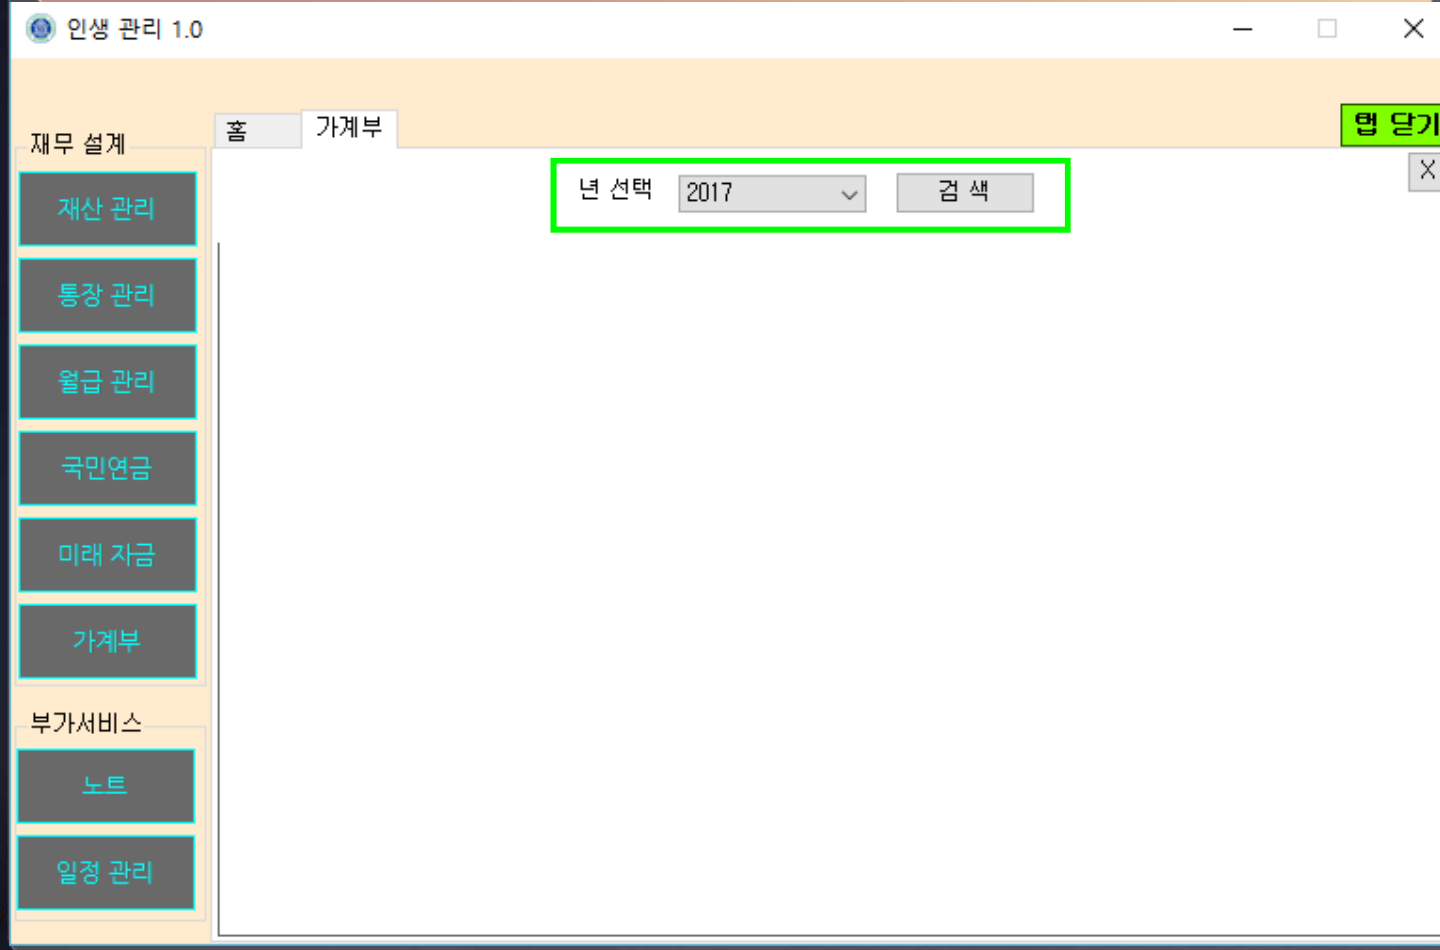 인생 관리 1.0
탭 닫기
홈 가계부
X
재무 설계
년 선택 2017 검 색
재산 관리
통장 관리
월급 관리
국민연금
미래 자금
가계부
부가서비스
노트
일정 관리